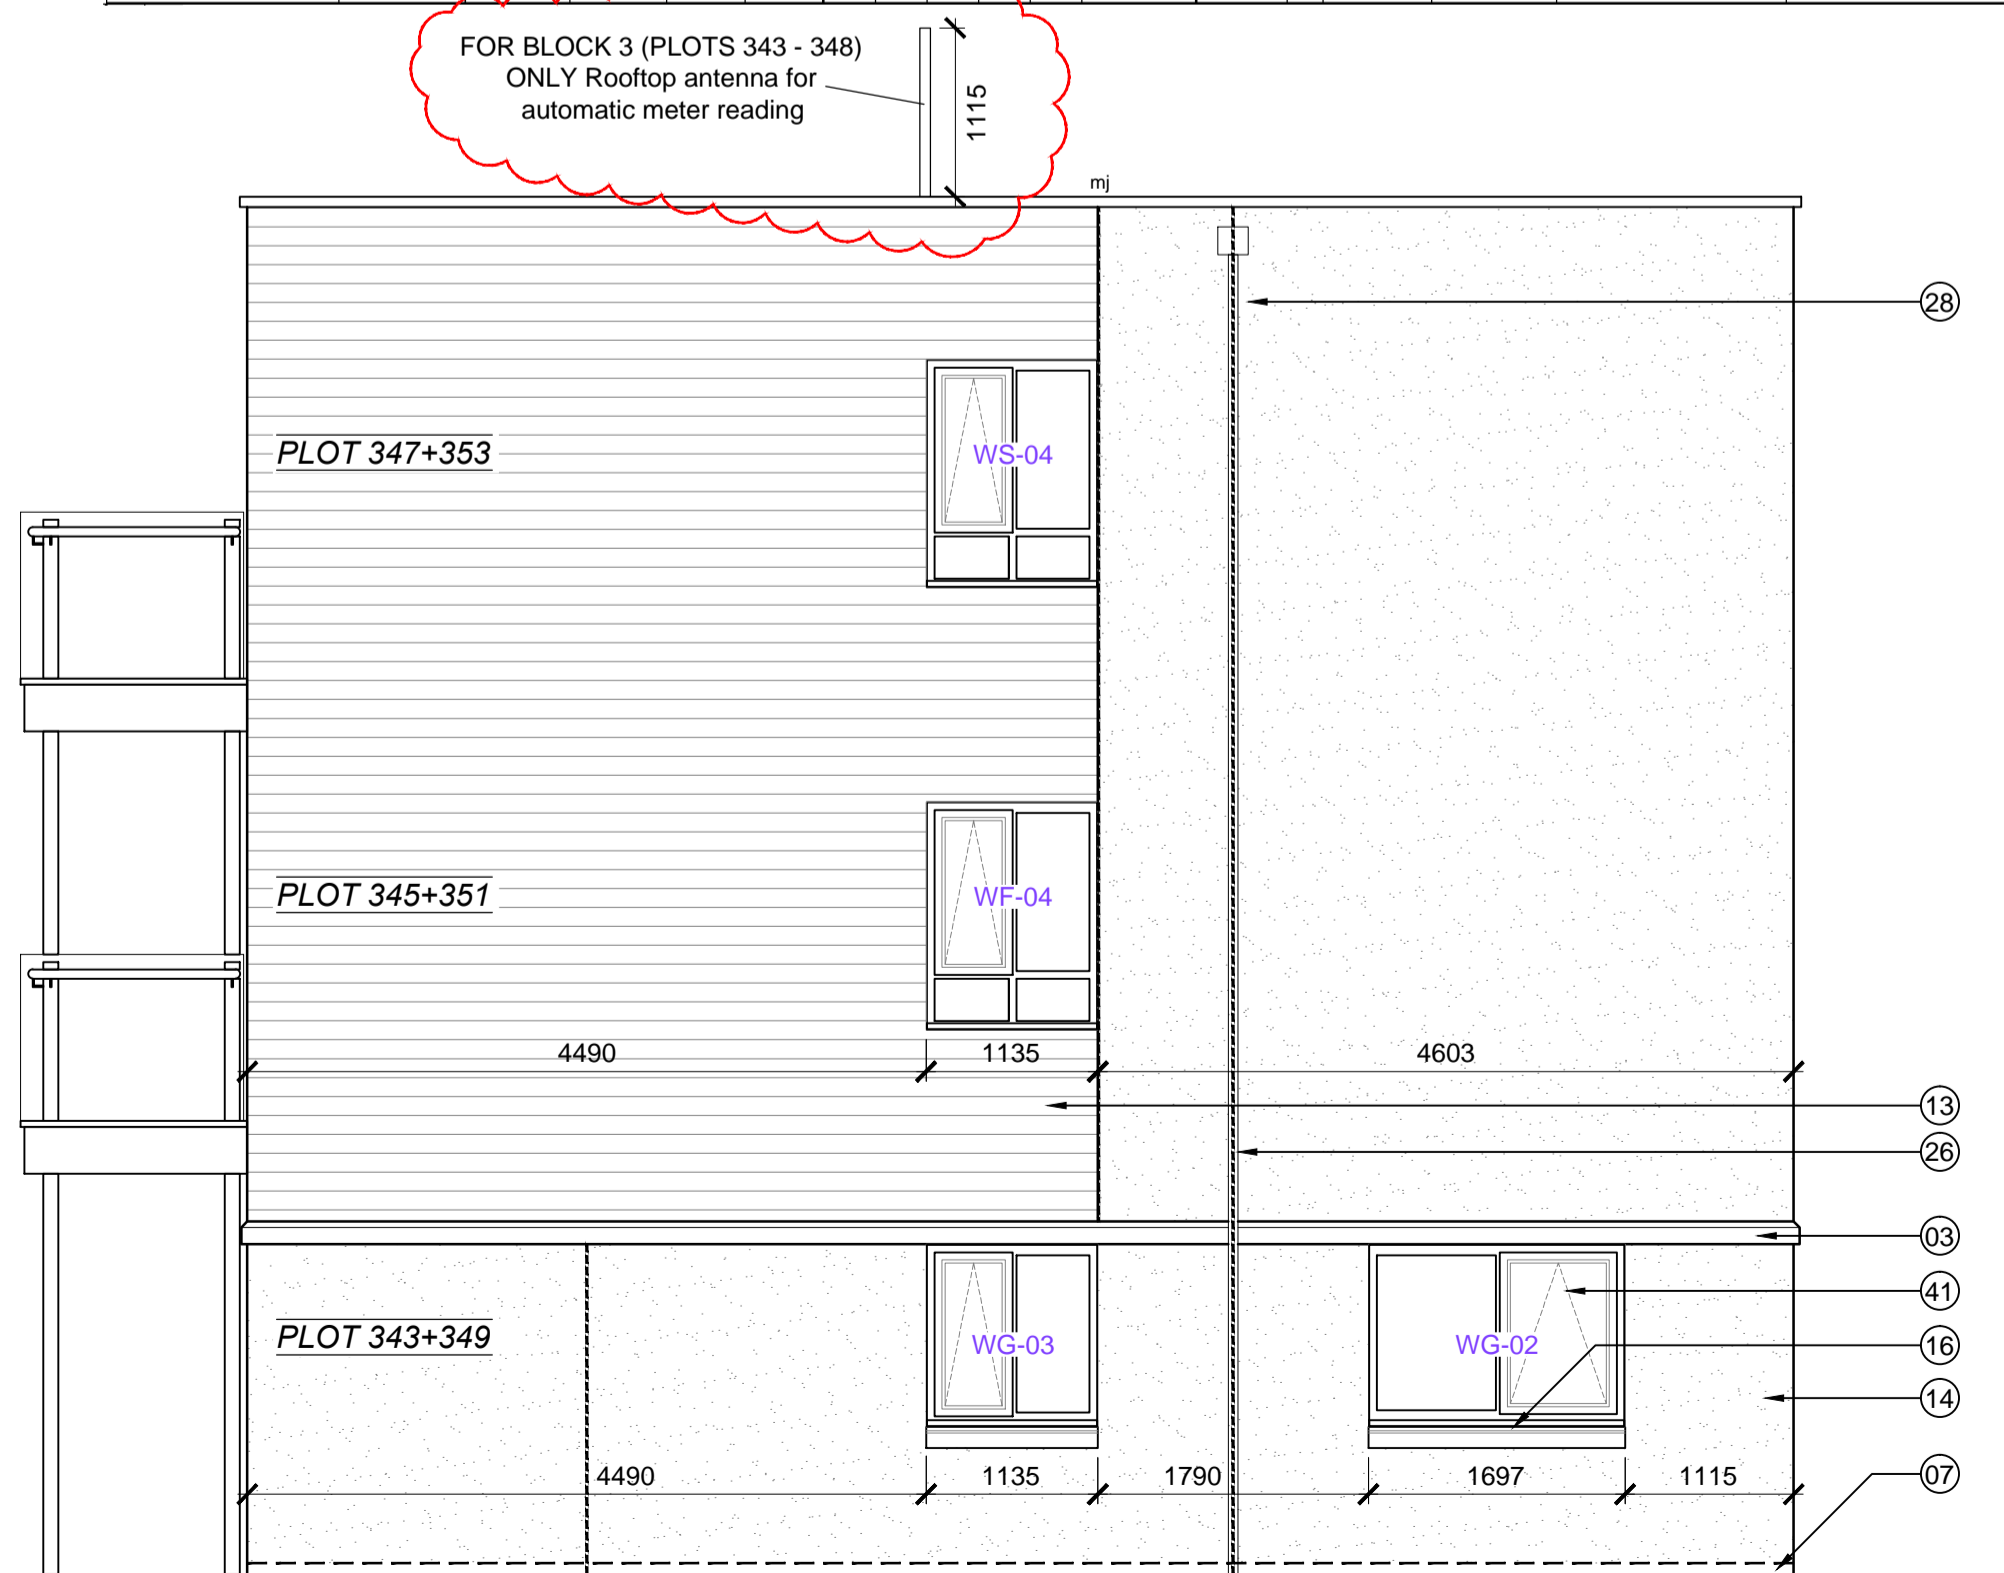 FOR BLOCK 3 (PLOTS 343 - 348)
ONLY Rooftop antenna for
automatic meter reading
1115
mj
28
PLOT 347+353
WS-04
PLOT 345+351
WF-04
4490
1135
4603
13
26
03
41
PLOT 343+349
WG-03
WG-02
16
14
4490
1135
1790
1697
1115
07